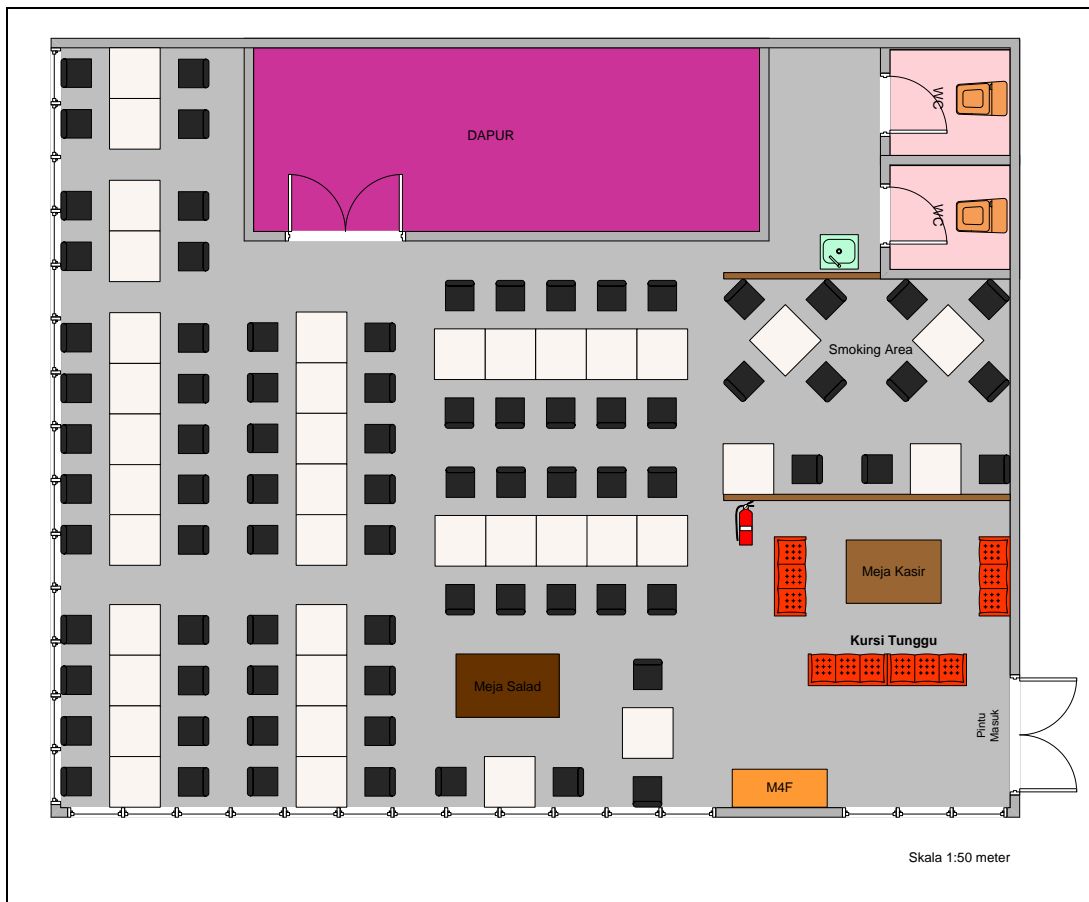 DAPUR
WC
WC
Smoking Area
Meja Kasir
Kursi Tunggu
Meja Salad
Pintu
Masuk
M4F
Skala 1:50 meter